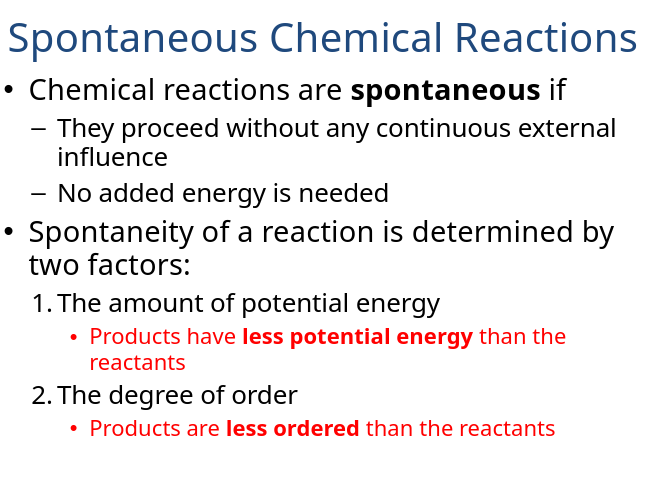 Spontaneous Chemical Reactions
• Chemical reactions are spontaneous if
– They proceed without any continuous external
influence
– No added energy is needed
• Spontaneity of a reaction is determined by
two factors:
1. The amount of potential energy
• Products have less potential energy than the
reactants
2. The degree of order
• Products are less ordered than the reactants